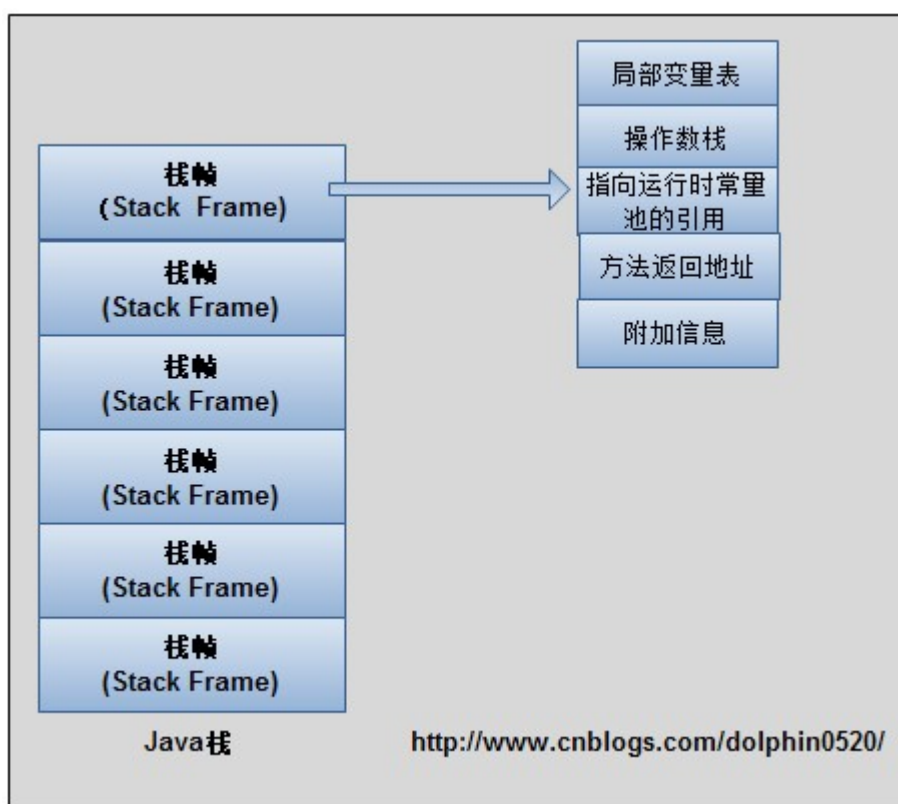 局部变量表
操作数栈
指向运行时常量
池的引用
方法返回地址
附加信息
栈帧
(Stack Frame)
栈帧
(Stack Frame)
栈帧
(Stack Frame)
栈帧
(Stack Frame)
栈帧
(Stack Frame)
栈帧
(Stack Frame)
Java栈
http://www.cnblogs.com/dolphin0520/